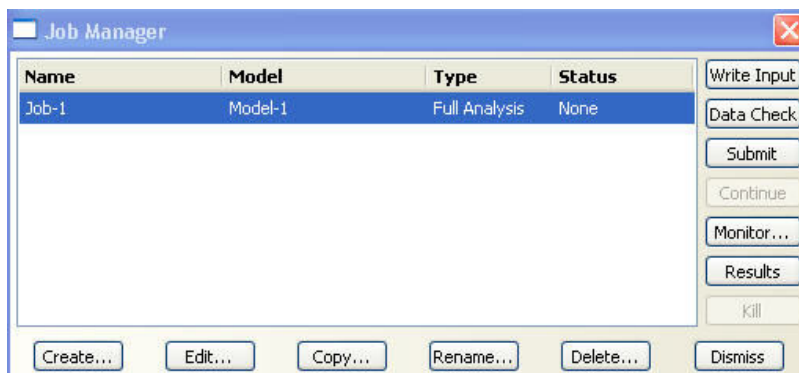 Job Manager
Name Model Type Status
Job-1 Model-1 Full Analysis None
Write Input
Data Check
Submit
Continue
Monitor...
Results
Kill
Create... Edit... Copy... Rename... Delete... Dismiss